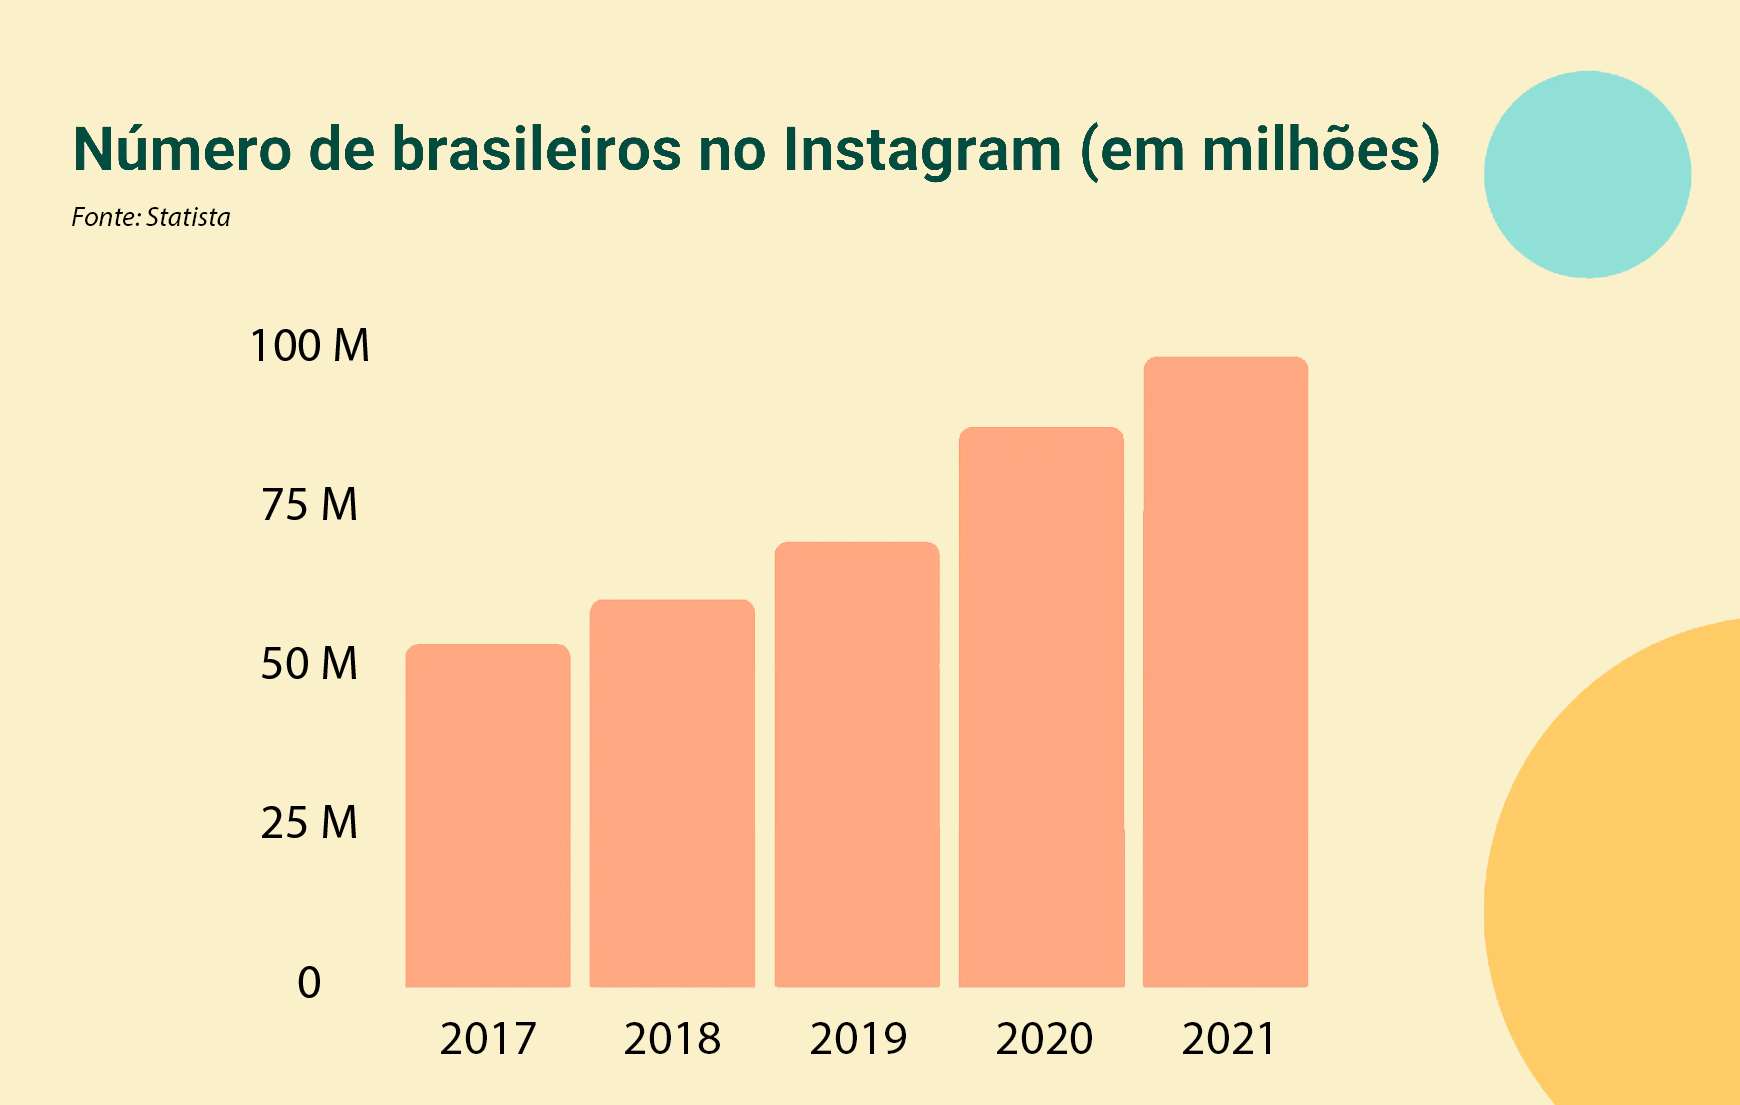 Número de brasileiros no Instagram (em milhões)
Fonte: Statista
100 M
75 M
50 M
25 M
0
2017 2018 2019 2020 2021